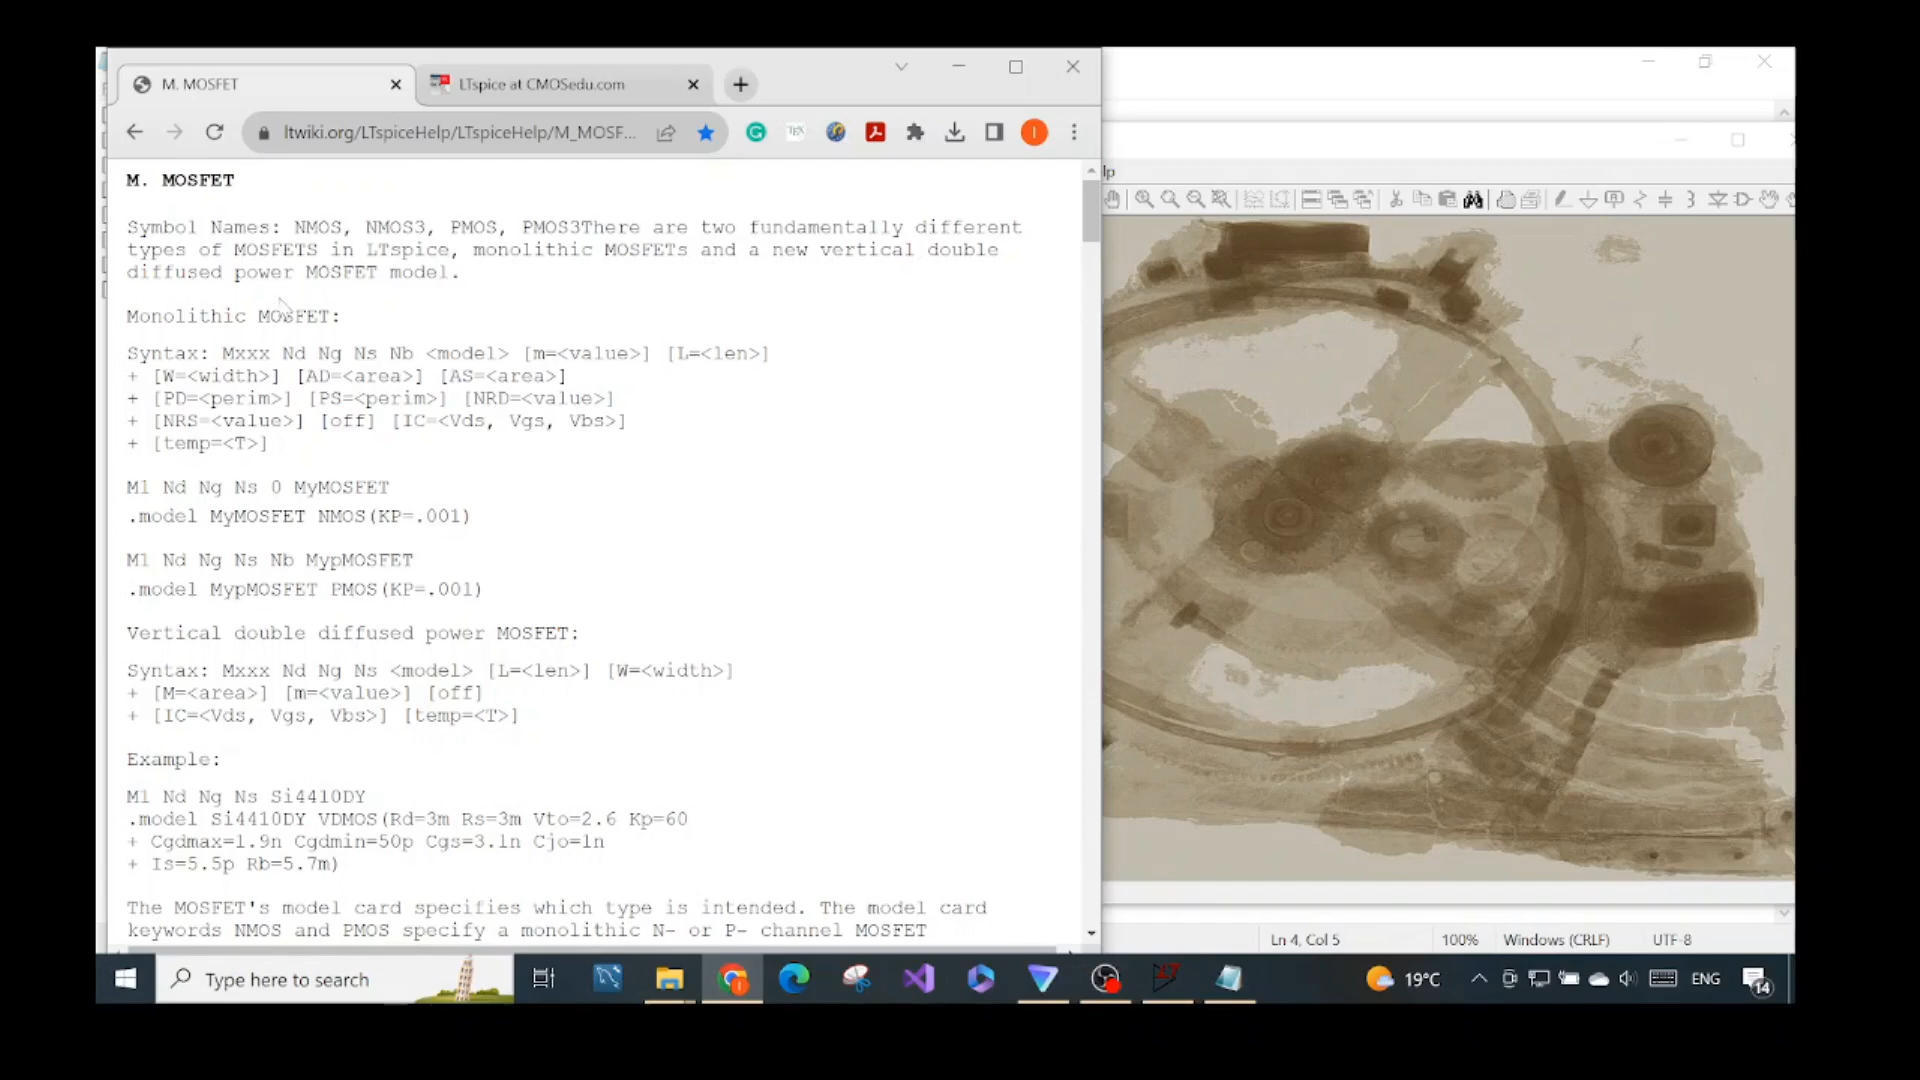 M. MOSFET
LTspice at CMOSedu.com
ltwiki.org/LTspiceHelp/LTspiceHelp/M_MOSF...
lp
M. MOSFET
Symbol Names: NMOS, NMOS3, PMOS, PMOS3There are two fundamentally different
types of MOSFETS in LTspice, monolithic MOSFETs and a new vertical double
diffused power MOSFET model.
Monolithic MOSFET:
Syntax: Mxxx Nd Ng Ns Nb <model> [m=<value>] [L=<len>]
+ [W=<width>] [AD=<area>] [AS=<area>]
+ [PD=<perim>] [PS=<perim>] [NRD=<value>]
+ [NRS=<value>] [off] [IC=<Vds, Vgs, Vbs>]
+ [temp=<T>]
M1 Nd Ng Ns 0 MyMOSFET
.model MyMOSFET NMOS(KP=.001)
M1 Nd Ng Ns Nb MypMOSFET
.model MypMOSFET PMOS(KP=.001)
Vertical double diffused power MOSFET:
Syntax: Mxxx Nd Ng Ns <model> [L=<len>] [W=<width>]
+ [M=<area>] [m=<value>] [off]
+ [IC=<Vds, Vgs, Vbs>] [temp=<T>]
Example:
M1 Nd Ng Ns Si4410DY
.model Si4410DY VDMOS(Rd=3m Rs=3m Vto=2.6 Kp=60
+ Cgdmax=1.9n Cgdmin=50p Cgs=3.1n Cjo=1n
+ Is=5.5p Rb=5.7m)
The MOSFET's model card specifies which type is intended. The model card
keywords NMOS and PMOS specify a monolithic N- or P- channel MOSFET
Ln 4, Col 5
100%
Windows (CRLF)
UTF-8
Type here to search
19°C
ENG
14